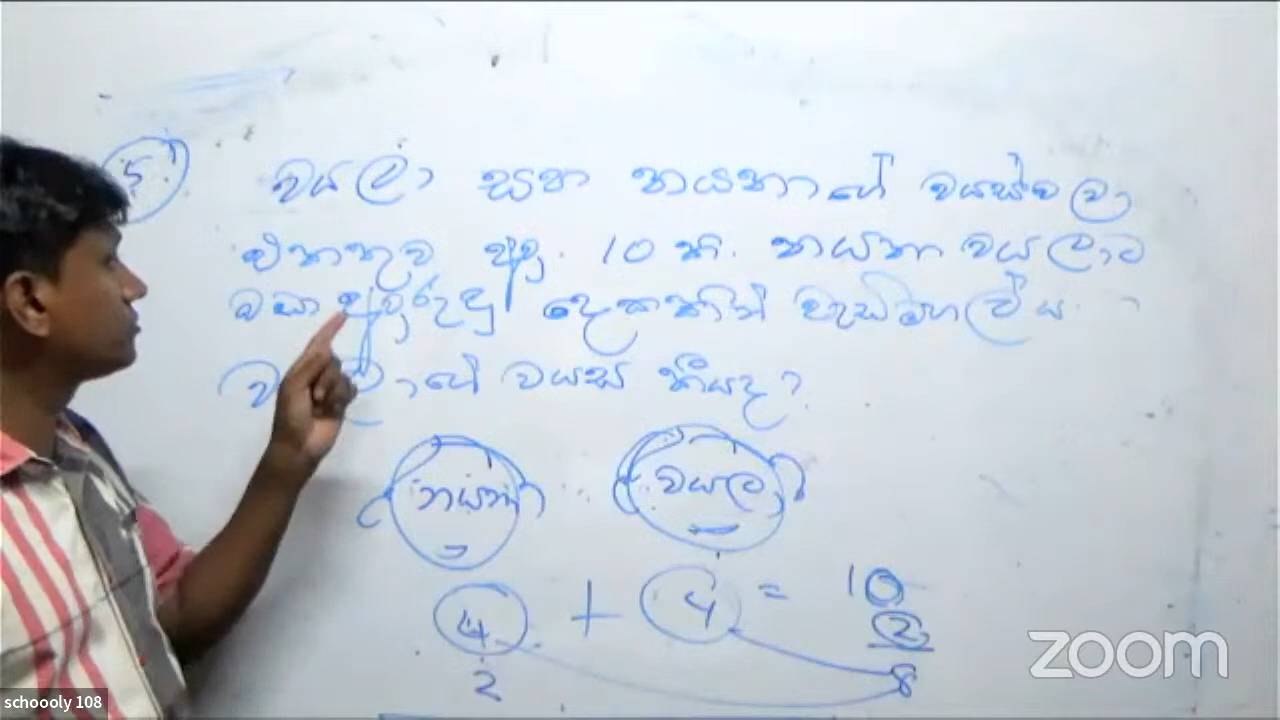 5
වයලා සහ නයනාගේ වයස්වලා
එකතුව අවු. 10 කි. නයනා වයලාට
වඩා අවුරුදු දෙකකින් වැඩිමහල් ය.
ගේ වයස කීයද?
නයනා වයලා
4 + 4 = 10
2
2 8
zoom
schoooly 108